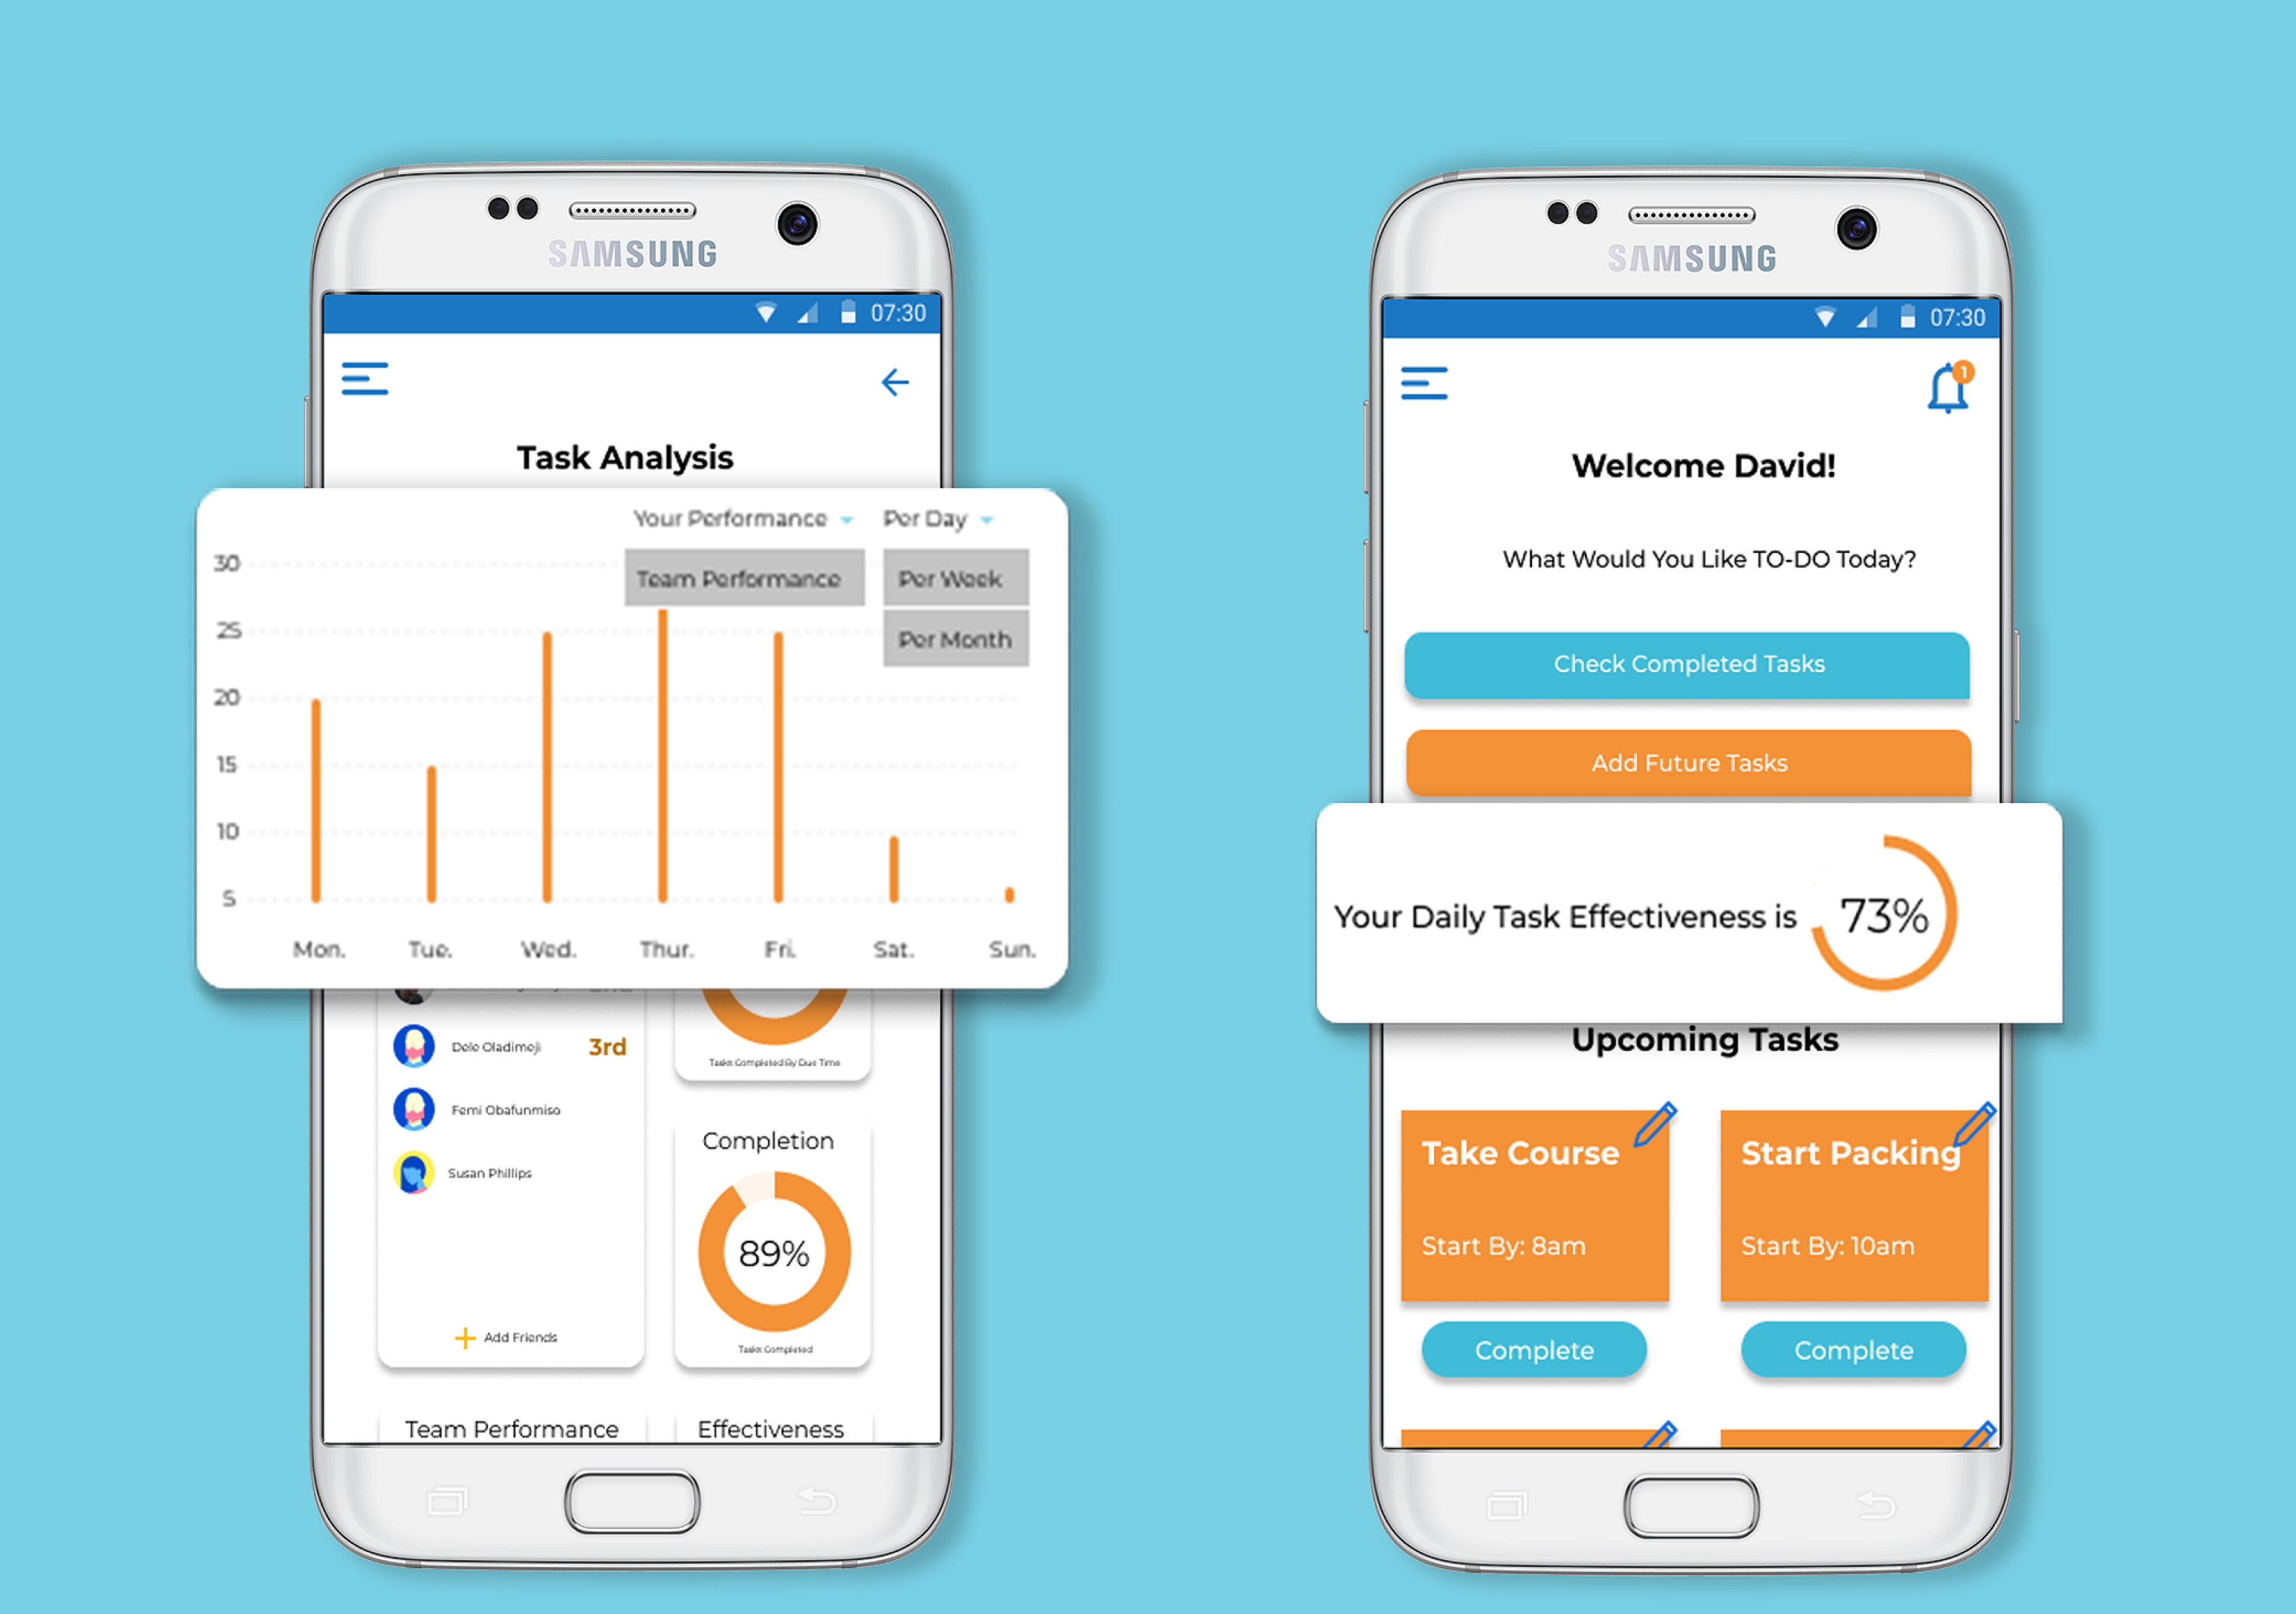 SAMSUNG
07:30
Task Analysis
Your Performance Per Day
Team Performance Per Week
Per Month
30
25
20
15
10
5
Mon. Tue. Wed. Thur. Fri. Sat. Sun.
Dele Oladimeji 3rd
Femi Obafunmiso
Susan Phillips
Add Friends
Tasks Completed By Due Time
Completion
89%
Tasks Completed
Team Performance
Effectiveness
SAMSUNG
07:30
1
Welcome David!
What Would You Like TO-DO Today?
Check Completed Tasks
Add Future Tasks
Your Daily Task Effectiveness is 73%
Upcoming Tasks
Take Course
Start By: 8am
Complete
Start Packing
Start By: 10am
Complete